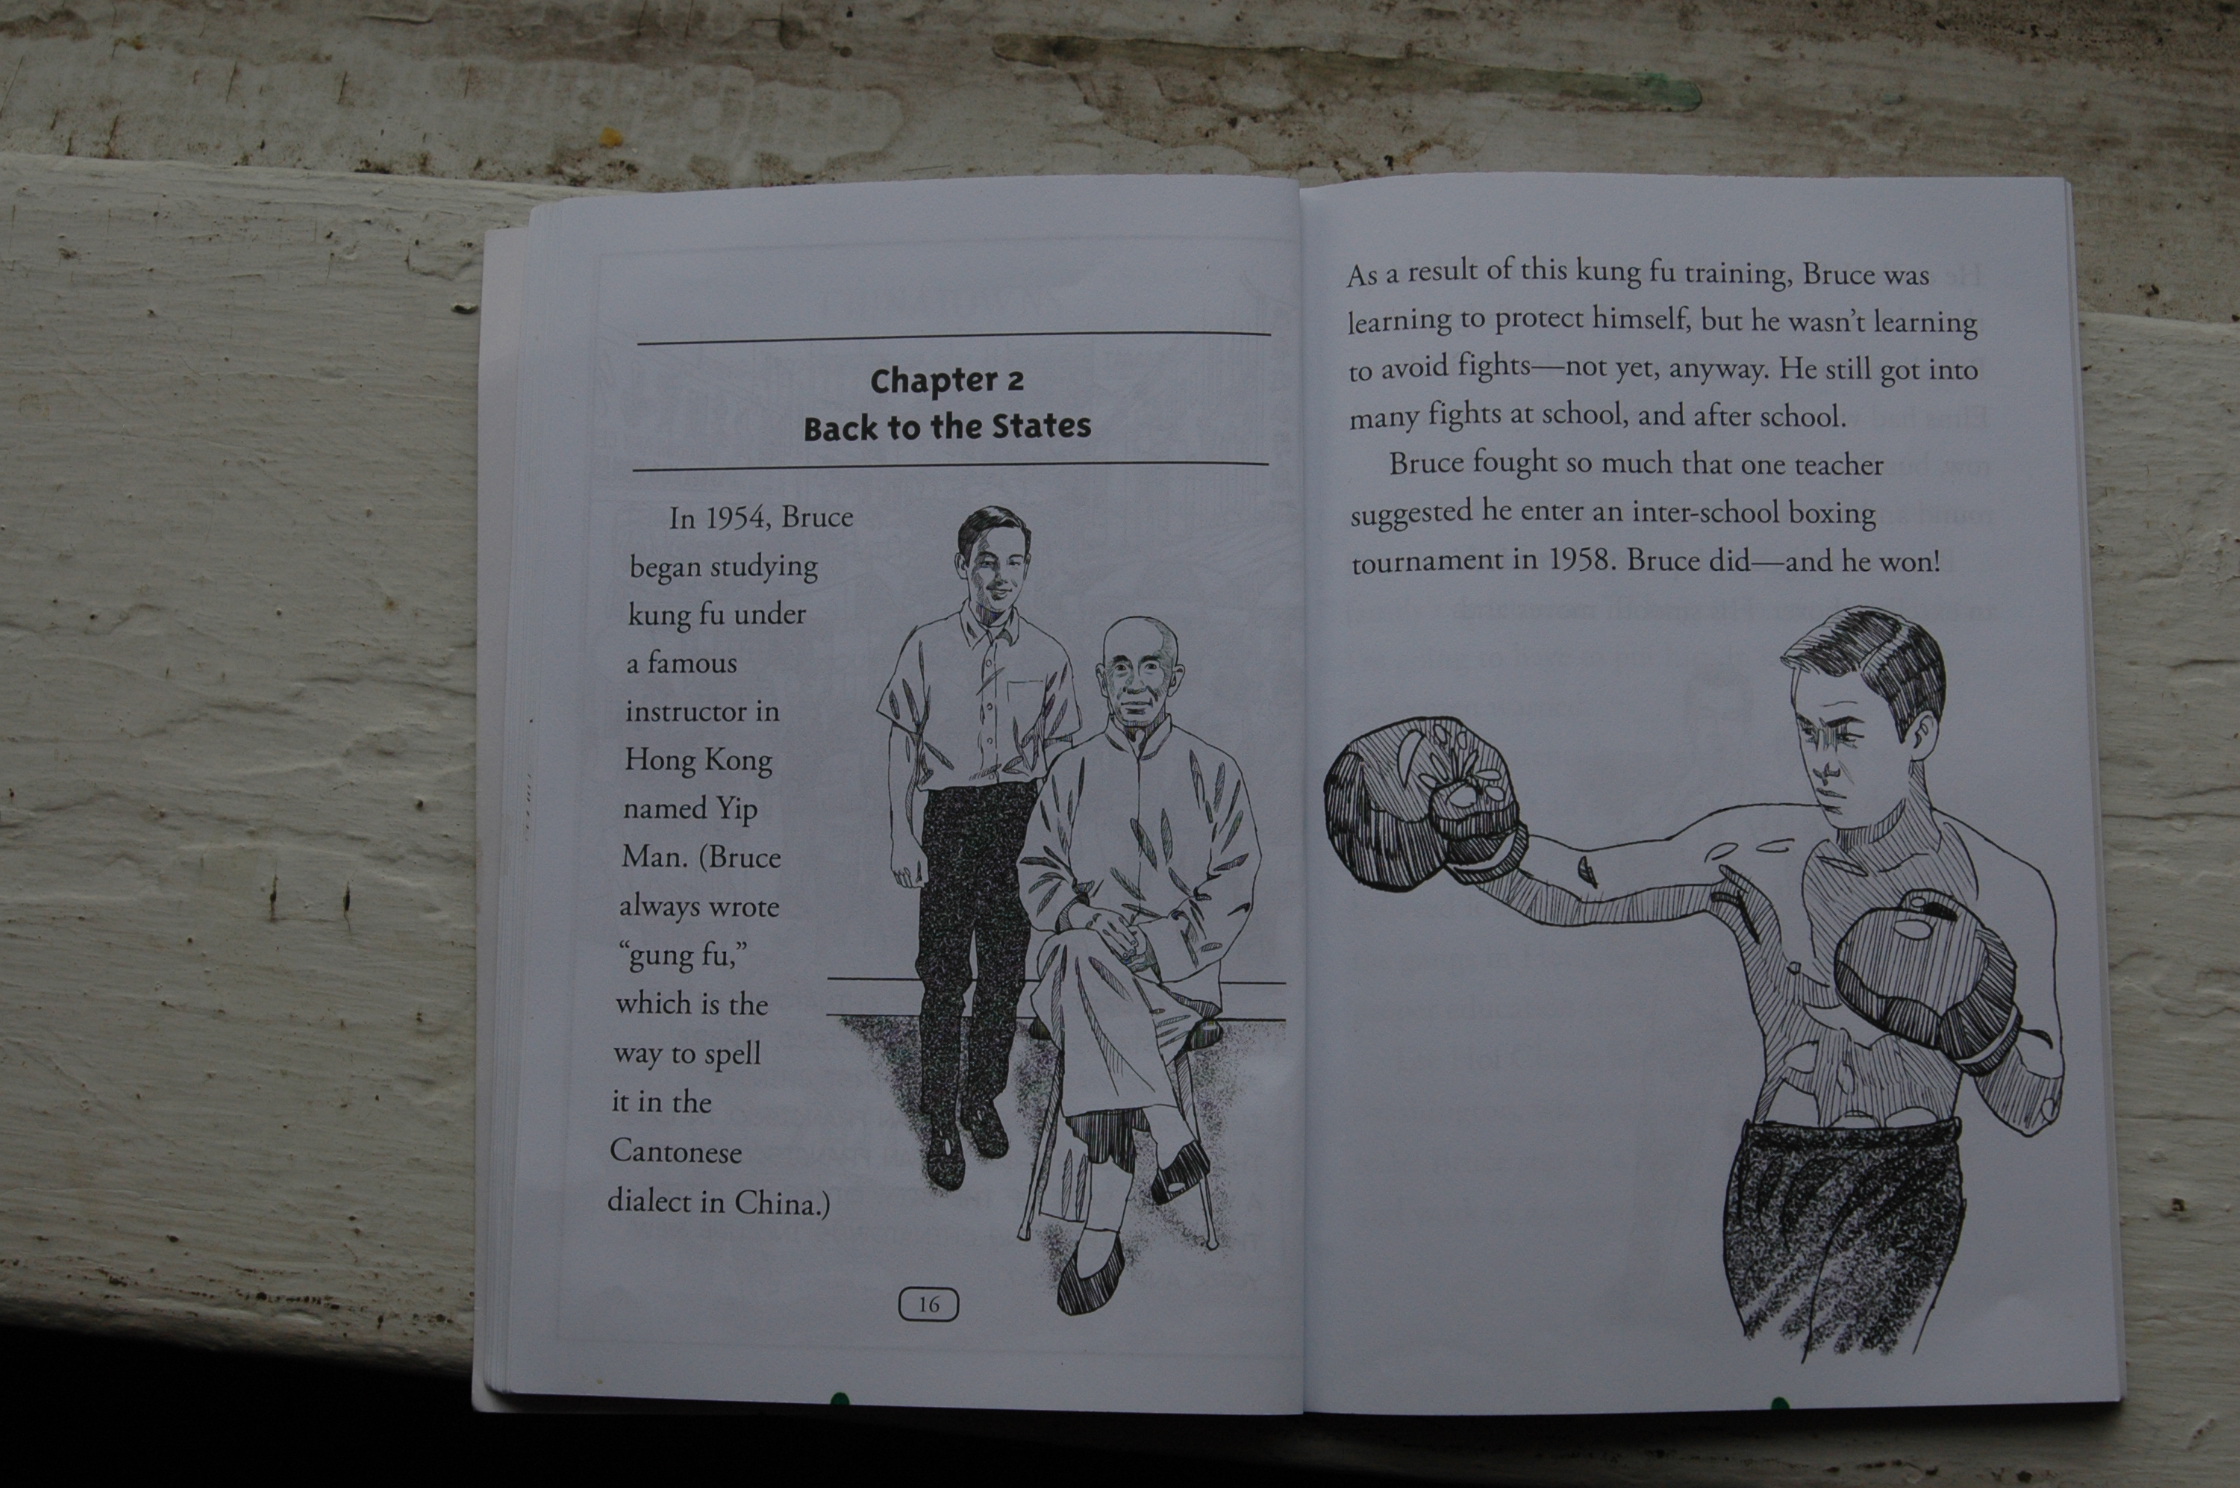 Chapter 2
Back to the States
In 1954, Bruce
began studying
kung fu under
a famous
instructor in
Hong Kong
named Yip
Man. (Bruce
always wrote
“gung fu,”
which is the
way to spell
it in the
Cantonese
dialect in China.)
16
As a result of this kung fu training, Bruce was
learning to protect himself, but he wasn’t learning
to avoid fights—not yet, anyway. He still got into
many fights at school, and after school.
Bruce fought so much that one teacher
suggested he enter an inter-school boxing
tournament in 1958. Bruce did—and he won!